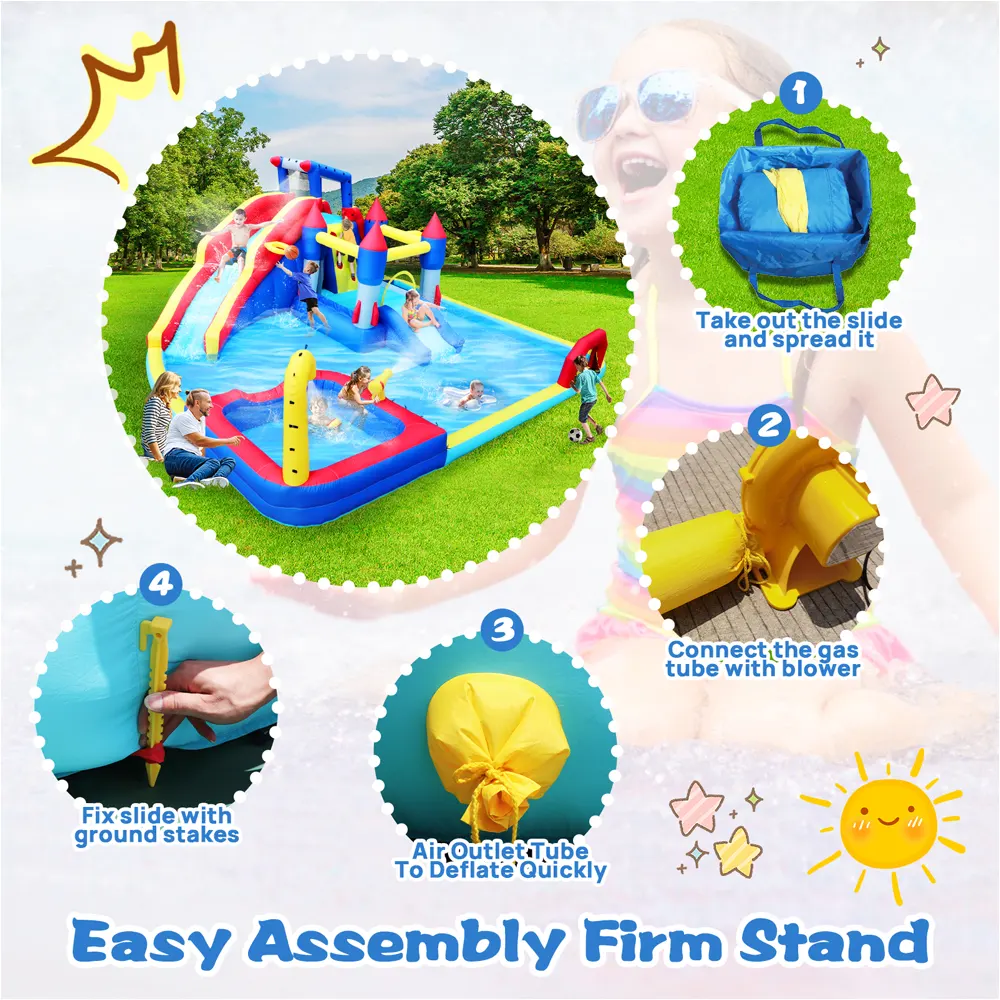 1
Take out the slide
and spread it
2
Connect the gas
tube with blower
3
Air Outlet Tube
To Deflate Quickly
4
Fix slide with
ground stakes
Easy Assembly Firm Stand